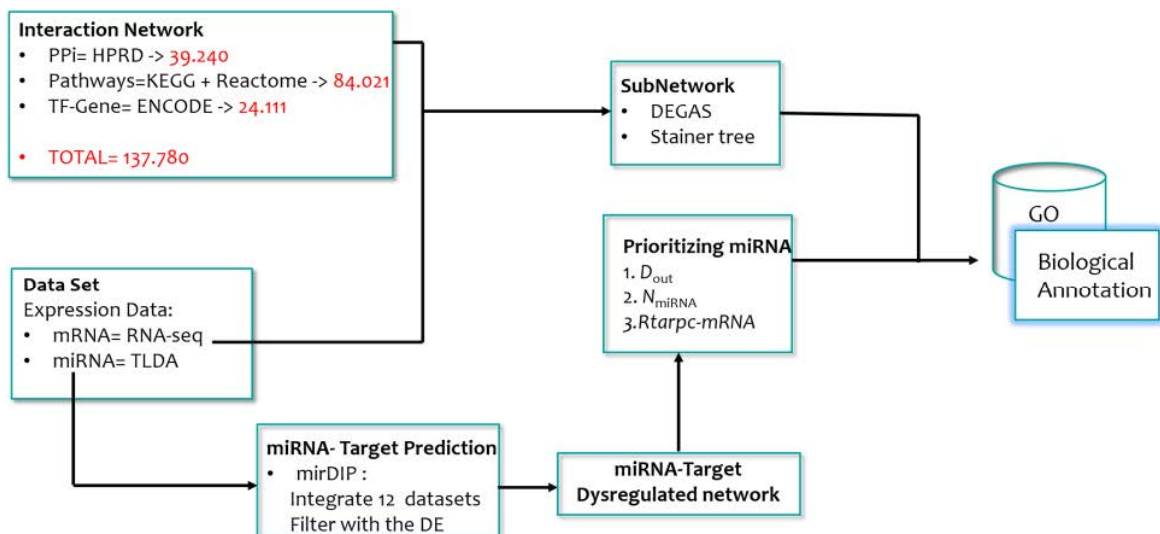 Interaction Network
• PPi= HPRD -> 39.240
• Pathways=KEGG + Reactome -> 84.021
• TF-Gene= ENCODE -> 24.111
• TOTAL= 137.780
SubNetwork
• DEGAS
• Stainer tree
GO
Biological
Annotation
Prioritizing miRNA
1. Dout
2. NmiRNA
3.Rtarpc-mRNA
Data Set
Expression Data:
• mRNA= RNA-seq
• miRNA= TLDA
miRNA- Target Prediction
• mirDIP :
Integrate 12 datasets
Filter with the DE
miRNA-Target
Dysregulated network